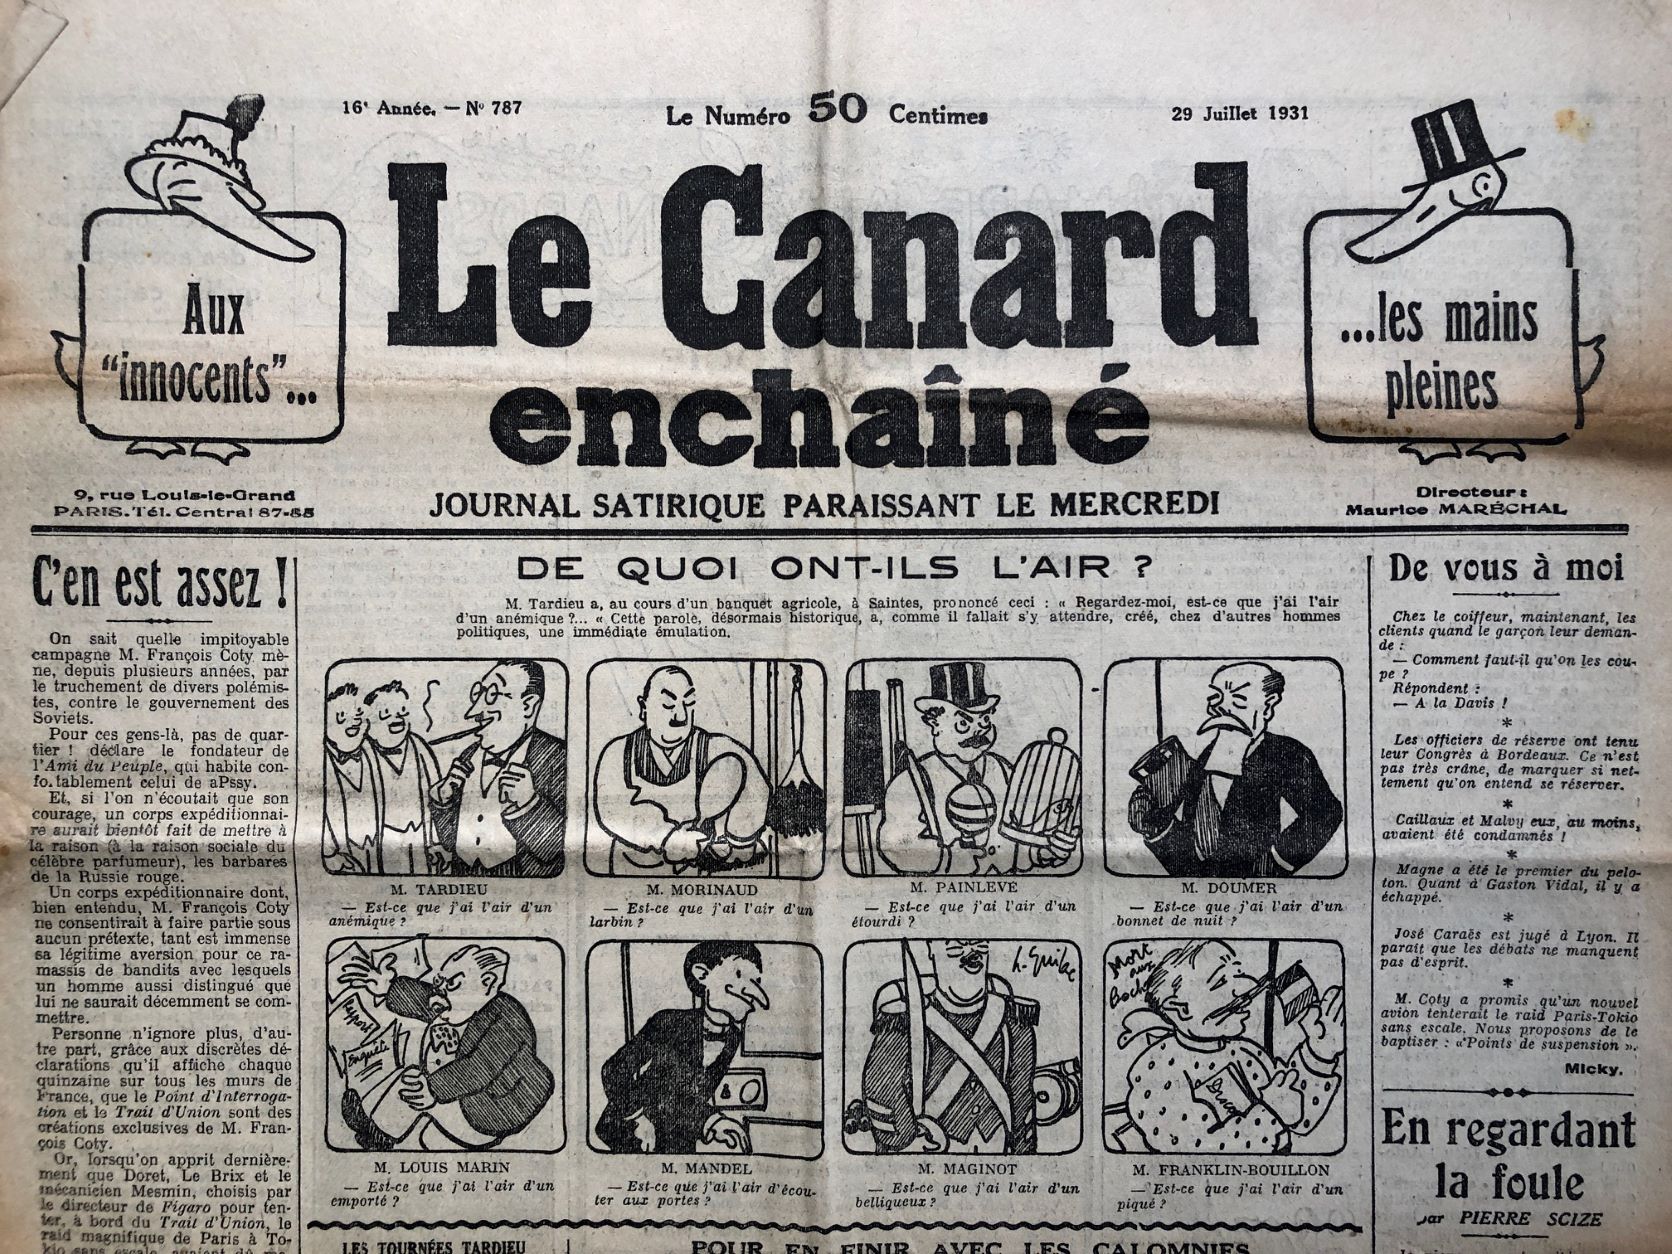 16e Année. — No 787
Le Numéro 50 Centimes
29 Juillet 1931
Aux
"innocents"...
Le Canard
enchaîné
...les mains
pleines
9, rue Louis-le-Grand
PARIS. Tél. Central 87-55
JOURNAL SATIRIQUE PARAISSANT LE MERCREDI
Directeur :
Maurice MARÉCHAL
C'en est assez !
On sait quelle impitoyable
campagne M. François Coty mè-
ne, depuis plusieurs années, par
le truchement de divers polémis-
tes, contre le gouvernement des
Soviets.
Pour ces gens-là, pas de quar-
tier ! déclare le fondateur de
l'Ami du Peuple, qui habite con-
fo.tablement celui de aPssy.
Et, si l'on n'écoutait que son
courage, un corps expéditionnai-
re aurait bientôt fait de mettre à
la raison (à la raison sociale du
célèbre parfumeur), les barbares
de la Russie rouge.
Un corps expéditionnaire dont,
bien entendu, M. François Coty
ne consentirait à faire partie sous
aucun prétexte, tant est immense
sa légitime aversion pour ce ra-
massis de bandits avec lesquels
un homme aussi distingué que
lui ne saurait décemment se com-
mettre.
Personne n'ignore plus, d'au-
tre part, grâce aux discrètes dé-
clarations qu'il affiche chaque
quinzaine sur tous les murs de
France, que le Point d'Interroga-
tion et le Trait d'Union sont des
créations exclusives de M. Fran-
çois Coty.
Or, lorsqu'on apprit dernière-
ment que Doret, Le Brix et le
mécanicien Mesmin, choisis par
le directeur de Figaro pour ten-
ter, à bord du Trait d'Union, le
raid magnifique de Paris à To-
kio sans escale, avaient dû
DE QUOI ONT-ILS L'AIR ?
M. Tardieu a, au cours d'un banquet agricole, à Saintes, prononcé ceci : « Regardez-moi, est-ce que j'ai l'air
d'un anémique ?... « Cette parole, désormais historique, a, comme il fallait s'y attendre, créé, chez d'autres hommes
politiques, une immédiate émulation.
M. TARDIEU
— Est-ce que j'ai l'air d'un
anémique ?
M. MORINAUD
— Est-ce que j'ai l'air d'un
larbin ?
M. PAINLEVÉ
— Est-ce que j'ai l'air d'un
étourdi ?
M. DOUMER
— Est-ce que j'ai l'air d'un
bonnet de nuit ?
Rapport
Enquête
H. Guilac
Mort
aux
Boches
M. LOUIS MARIN
— Est-ce que j'ai l'air d'un
emporté ?
M. MANDEL
— Est-ce que j'ai l'air d'écou-
ter aux portes ?
M. MAGINOT
— Est-ce que j'ai l'air d'un
belliqueux ?
M. FRANKLIN-BOUILLON
— Est-ce que j'ai l'air d'un
piqué ?
LES TOURNÉES TARDIEU
POUR EN FINIR AVEC LES CALOMNIES
De vous à moi
Chez le coiffeur, maintenant, les
clients quand le garçon leur deman-
de :
— Comment faut-il qu'on les cou-
pe ?
Répondent :
— A la Davis !
*
Les officiers de réserve ont tenu
leur Congrès à Bordeaux. Ce n'est
pas très crâne, de marquer si net-
tement qu'on entend se réserver.
*
Caillaux et Malvy eux, au moins,
avaient été condamnés !
*
Magne a été le premier du pelo-
ton. Quant à Gaston Vidal, il y a
échappé.
*
José Caraës est jugé à Lyon. Il
paraît que les débats ne manquent
pas d'esprit.
*
M. Coty a promis qu'un nouvel
avion tenterait le raid Paris-Tokio
sans escale. Nous proposons de le
baptiser : « Points de suspension ».
Micky.
En regardant
la foule
par PIERRE SCIZE